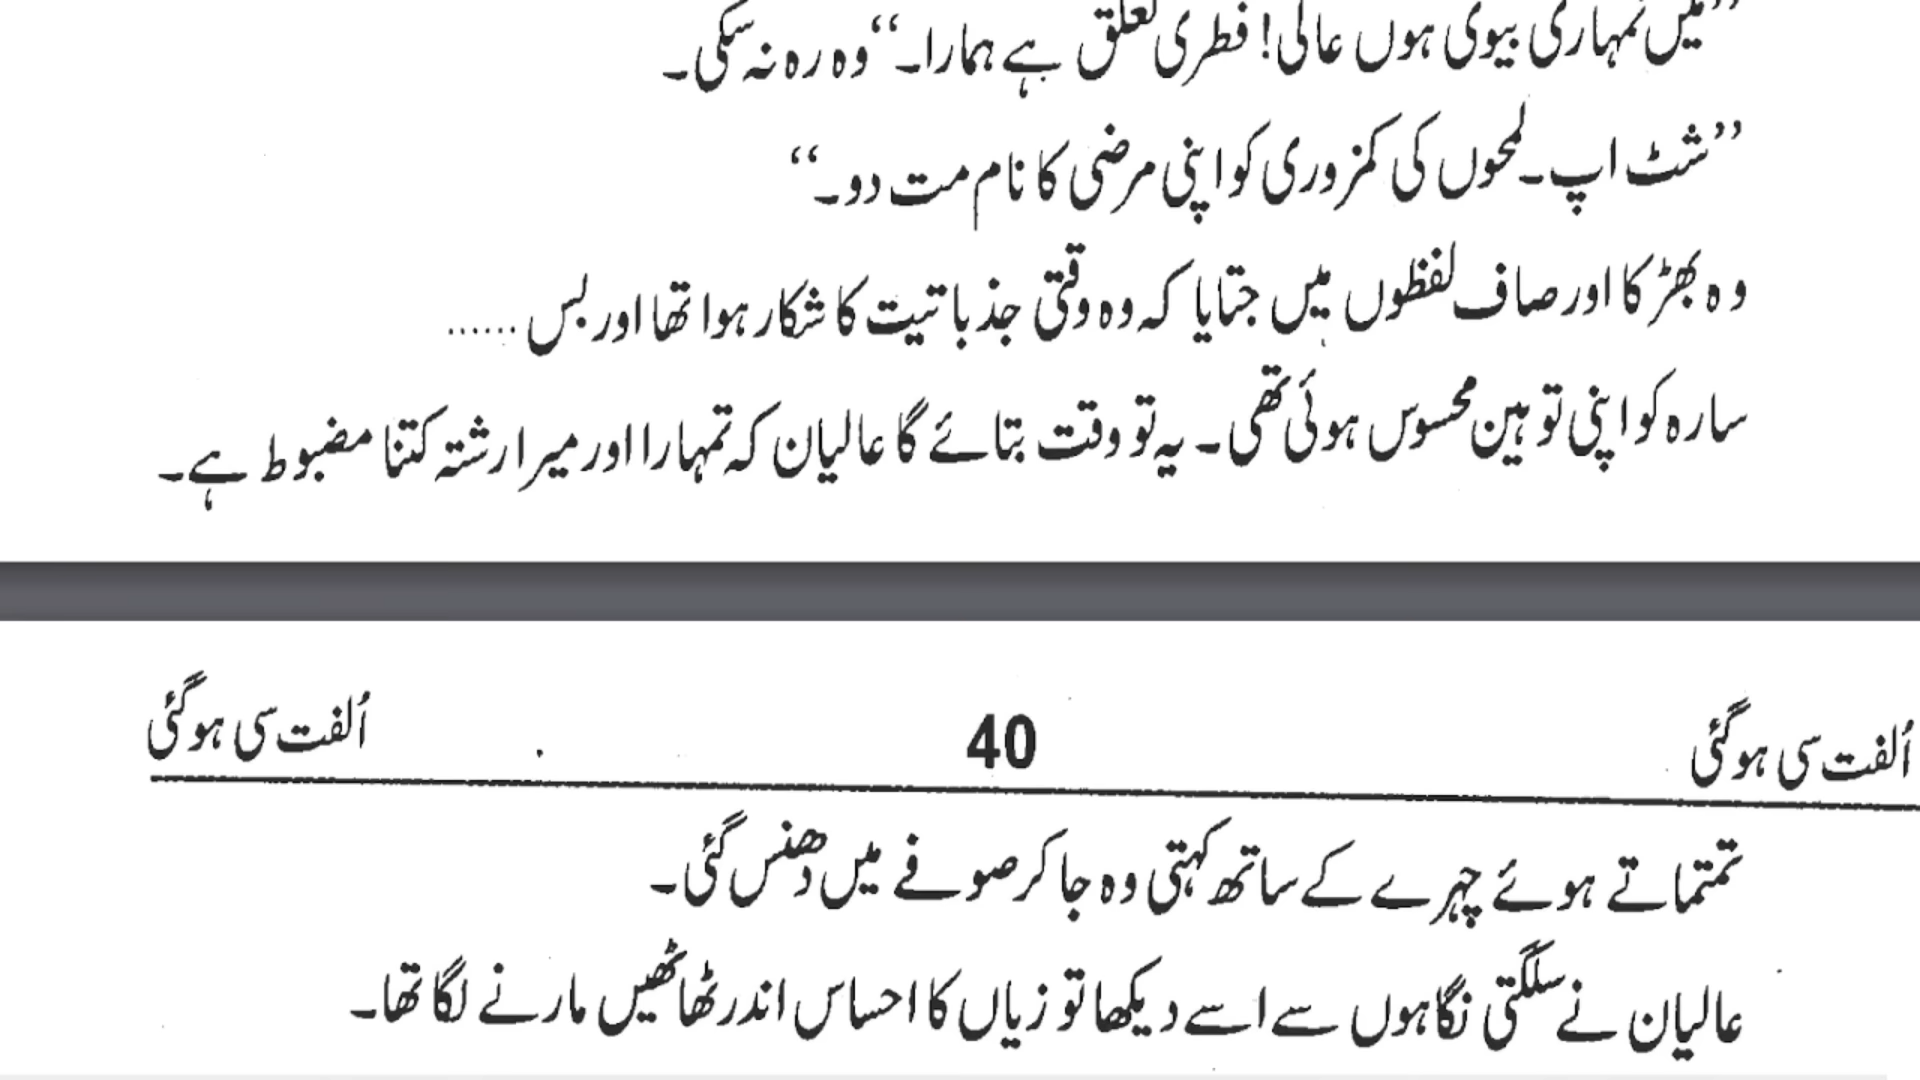 ”میں تمہاری بیوی ہوں عالی! فطری تعلق ہے ہمارا۔“ وہ رہ نہ سکی۔
”شٹ اپ۔ لمحوں کی کمزوری کو اپنی مرضی کا نام مت دو۔“
وہ بھڑکا اور صاف لفظوں میں جتایا کہ وہ وقتی جذباتیت کا شکار ہوا تھا اور بس ......
سارہ کو اپنی توہین محسوس ہوئی تھی۔ یہ تو وقت بتائے گا عالیان کہ تمہارا اور میرا رشتہ کتنا مضبوط ہے۔
اُلفت سی ہوگئی 40 اُلفت سی ہوگئی
تمتماتے ہوئے چہرے کے ساتھ کہتی وہ جا کر صوفے میں دھنس گئی۔
عالیان نے سلگتی نگاہوں سے اسے دیکھا تو زیاں کا احساس اندر ٹھاٹھیں مارنے لگا تھا۔